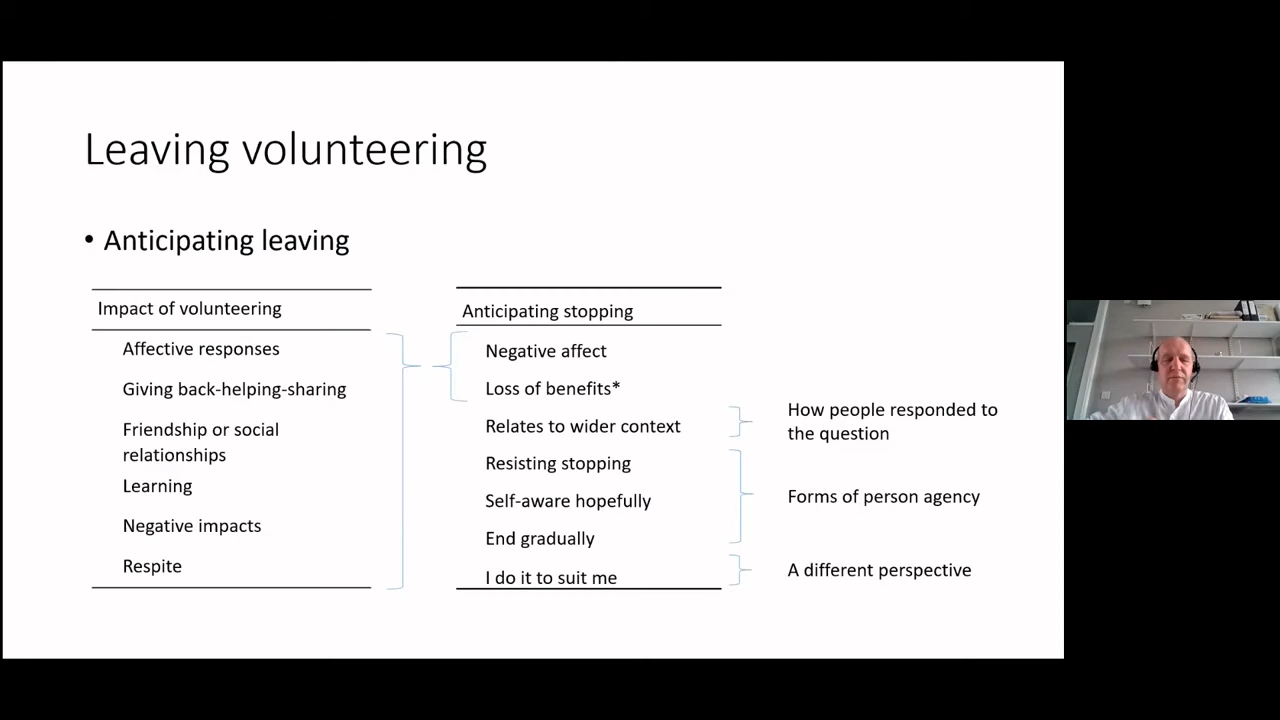 Leaving volunteering
• Anticipating leaving
Impact of volunteering
Affective responses
Giving back-helping-sharing
Friendship or social
relationships
Learning
Negative impacts
Respite
Anticipating stopping
Negative affect
Loss of benefits*
Relates to wider context
Resisting stopping
Self-aware hopefully
End gradually
I do it to suit me
How people responded to
the question
Forms of person agency
A different perspective